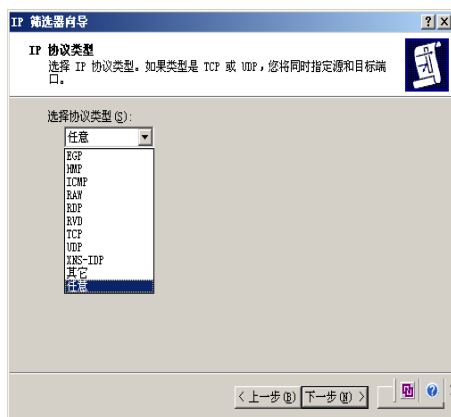 IP 筛选器向导
IP 协议类型
选择 IP 协议类型。如果类型是 TCP 或 UDP，您将同时指定源和目标端
口。
选择协议类型(S):
任意
EGP
HMP
ICMP
RAW
RDP
RVD
TCP
UDP
XNS-IDP
其它
任意
< 上一步(B)
下一步(N) >